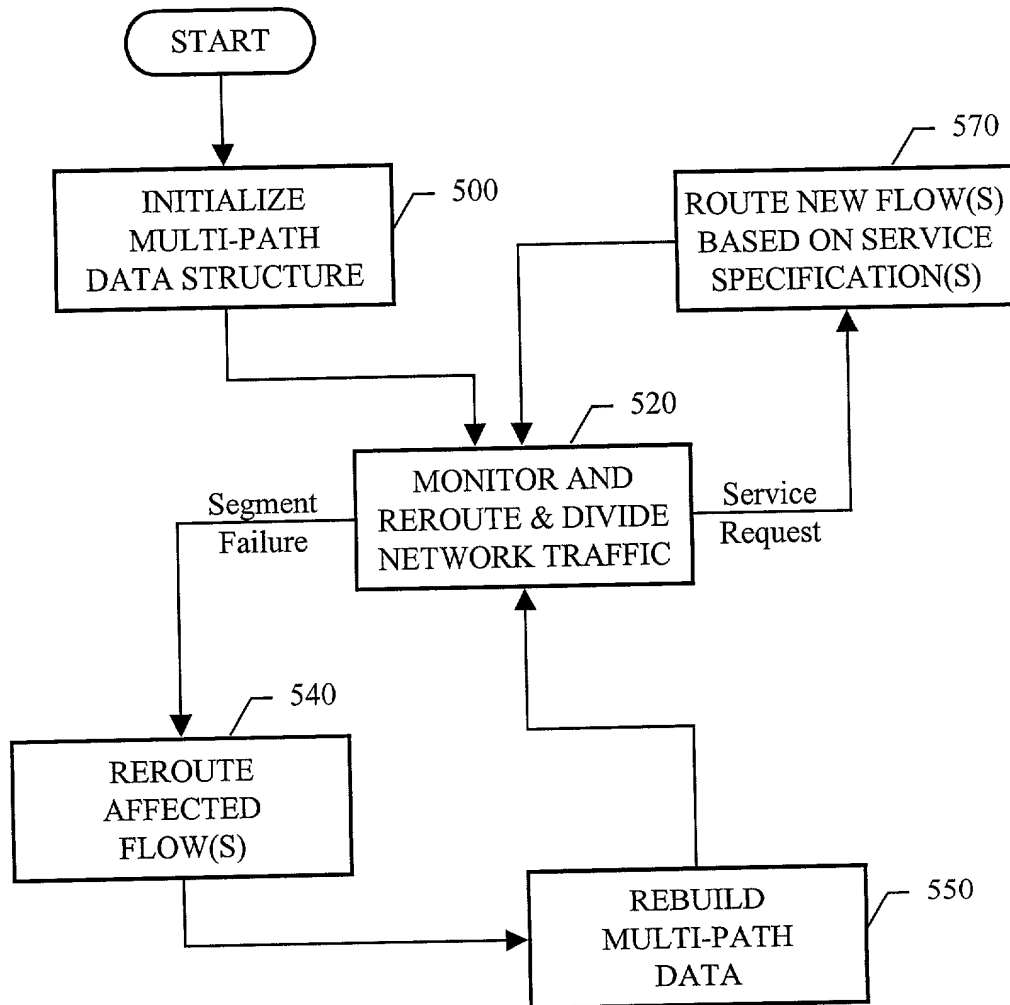 START
570
500
INITIALIZE
MULTI-PATH
DATA STRUCTURE
ROUTE NEW FLOW(S)
BASED ON SERVICE
SPECIFICATION(S)
520
MONITOR AND
REROUTE & DIVIDE
NETWORK TRAFFIC
Segment
Failure
Service
Request
540
REROUTE
AFFECTED
FLOW(S)
550
REBUILD
MULTI-PATH
DATA